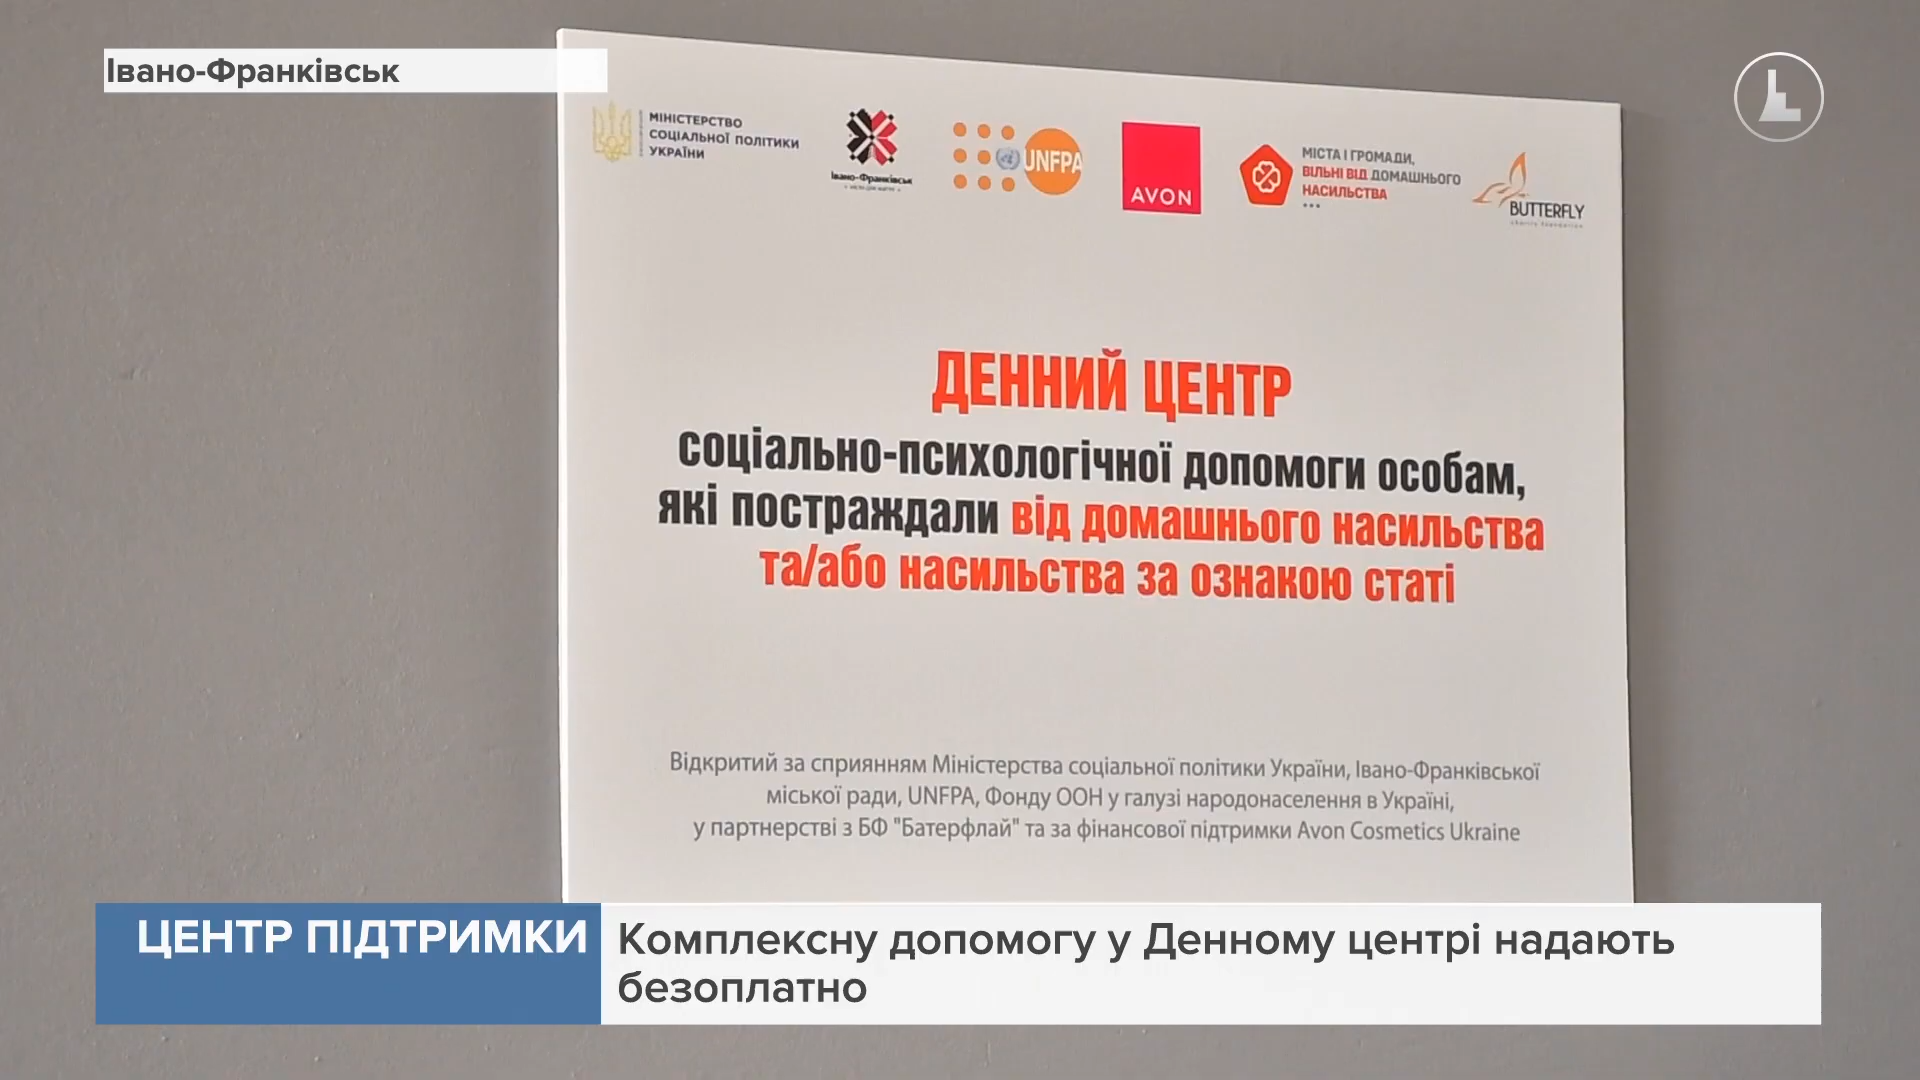 Івано-Франківськ
МІНІСТЕРСТВО
СОЦІАЛЬНОЇ ПОЛІТИКИ
УКРАЇНИ
Івано-Франківськ
UNFPA
AVON
МІСТА І ГРОМАДИ,
ВІЛЬНІ ВІД ДОМАШНЬОГО
НАСИЛЬСТВА
BUTTERFLY
ДЕННИЙ ЦЕНТР
соціально-психологічної допомоги особам,
які постраждали від домашнього насильства
та/або насильства за ознакою статі
Відкритий за сприянням Міністерства соціальної політики України, Івано-Франківської
міської ради, UNFPA, Фонду ООН у галузі народонаселення в Україні,
у партнерстві з БФ "Батерфлай" та за фінансової підтримки Avon Cosmetics Ukraine
ЦЕНТР ПІДТРИМКИ
Комплексну допомогу у Денному центрі надають
безоплатно